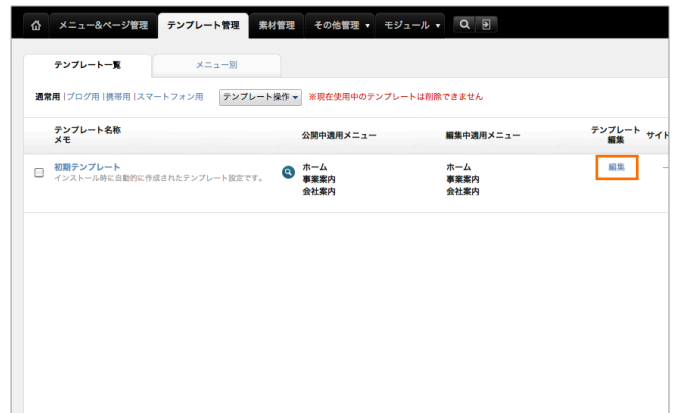 メニュー&ページ管理 テンプレート管理 素材管理 その他管理 ▼ モジュール ▼
テンプレート一覧 メニュー別
通常用 | ブログ用 | 携帯用 | スマートフォン用 テンプレート操作 ▼ ※現在使用中のテンプレートは削除できません
テンプレート名称 公開中適用メニュー 編集中適用メニュー テンプレート サイド
メモ 編集
初期テンプレート ホーム ホーム 編集 —
インストール時に自動的に作成されたテンプレート設定です。 事業案内 事業案内
会社案内 会社案内